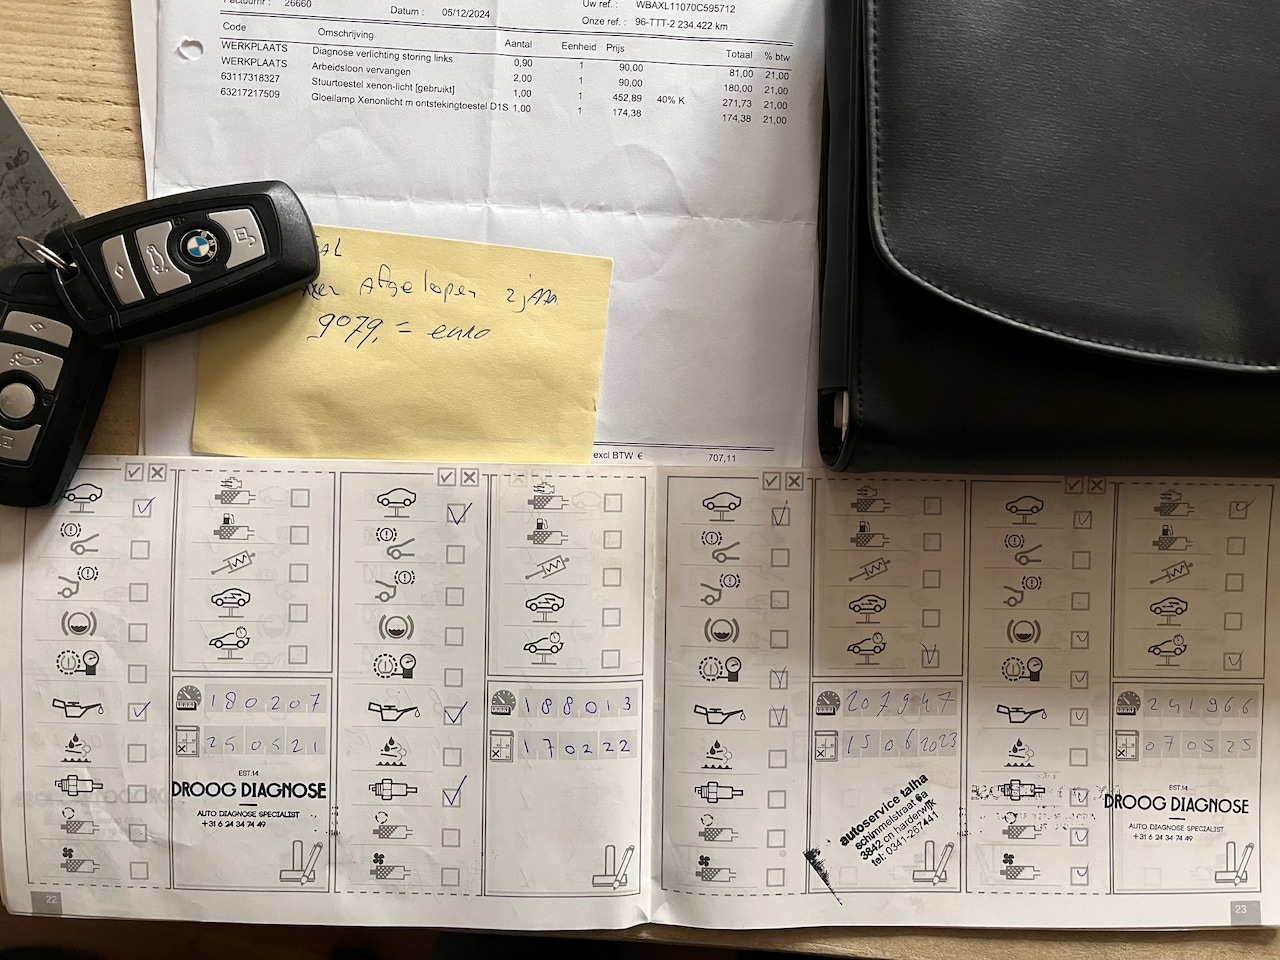 Factuurnr : 26660
Datum : 05/12/2024
Uw ref. : WBAXL11070C595712
Onze ref. : 96-TTT-2 234.422 km
Code Omschrijving Aantal Eenheid Prijs Totaal % btw
WERKPLAATS Diagnose verlichting storing links 0,90 1 90,00 81,00 21,00
WERKPLAATS Arbeidsloon vervangen 2,00 1 90,00 180,00 21,00
63117318327 Stuurtoestel xenon-licht [gebruikt] 1,00 1 452,89 40% K 271,73 21,00
63217217509 Gloeilamp Xenonlicht m ontstekingtoestel D1S 1,00 1 174,38 174,38 21,00
afgelopen 2 jaar
9079,= euro
excl BTW € 707,11
180207
250521
EST.14
DROOG DIAGNOSE
AUTO DIAGNOSE SPECIALIST
+31 6 24 34 74 49
22
188013
170222
207947
15062023
autoservice talha
schimmelstraat 6a
3842 cn harderwijk
tel: 0341-267441
241966
070525
EST.14
DROOG DIAGNOSE
AUTO DIAGNOSE SPECIALIST
+31 6 24 34 74 49
23